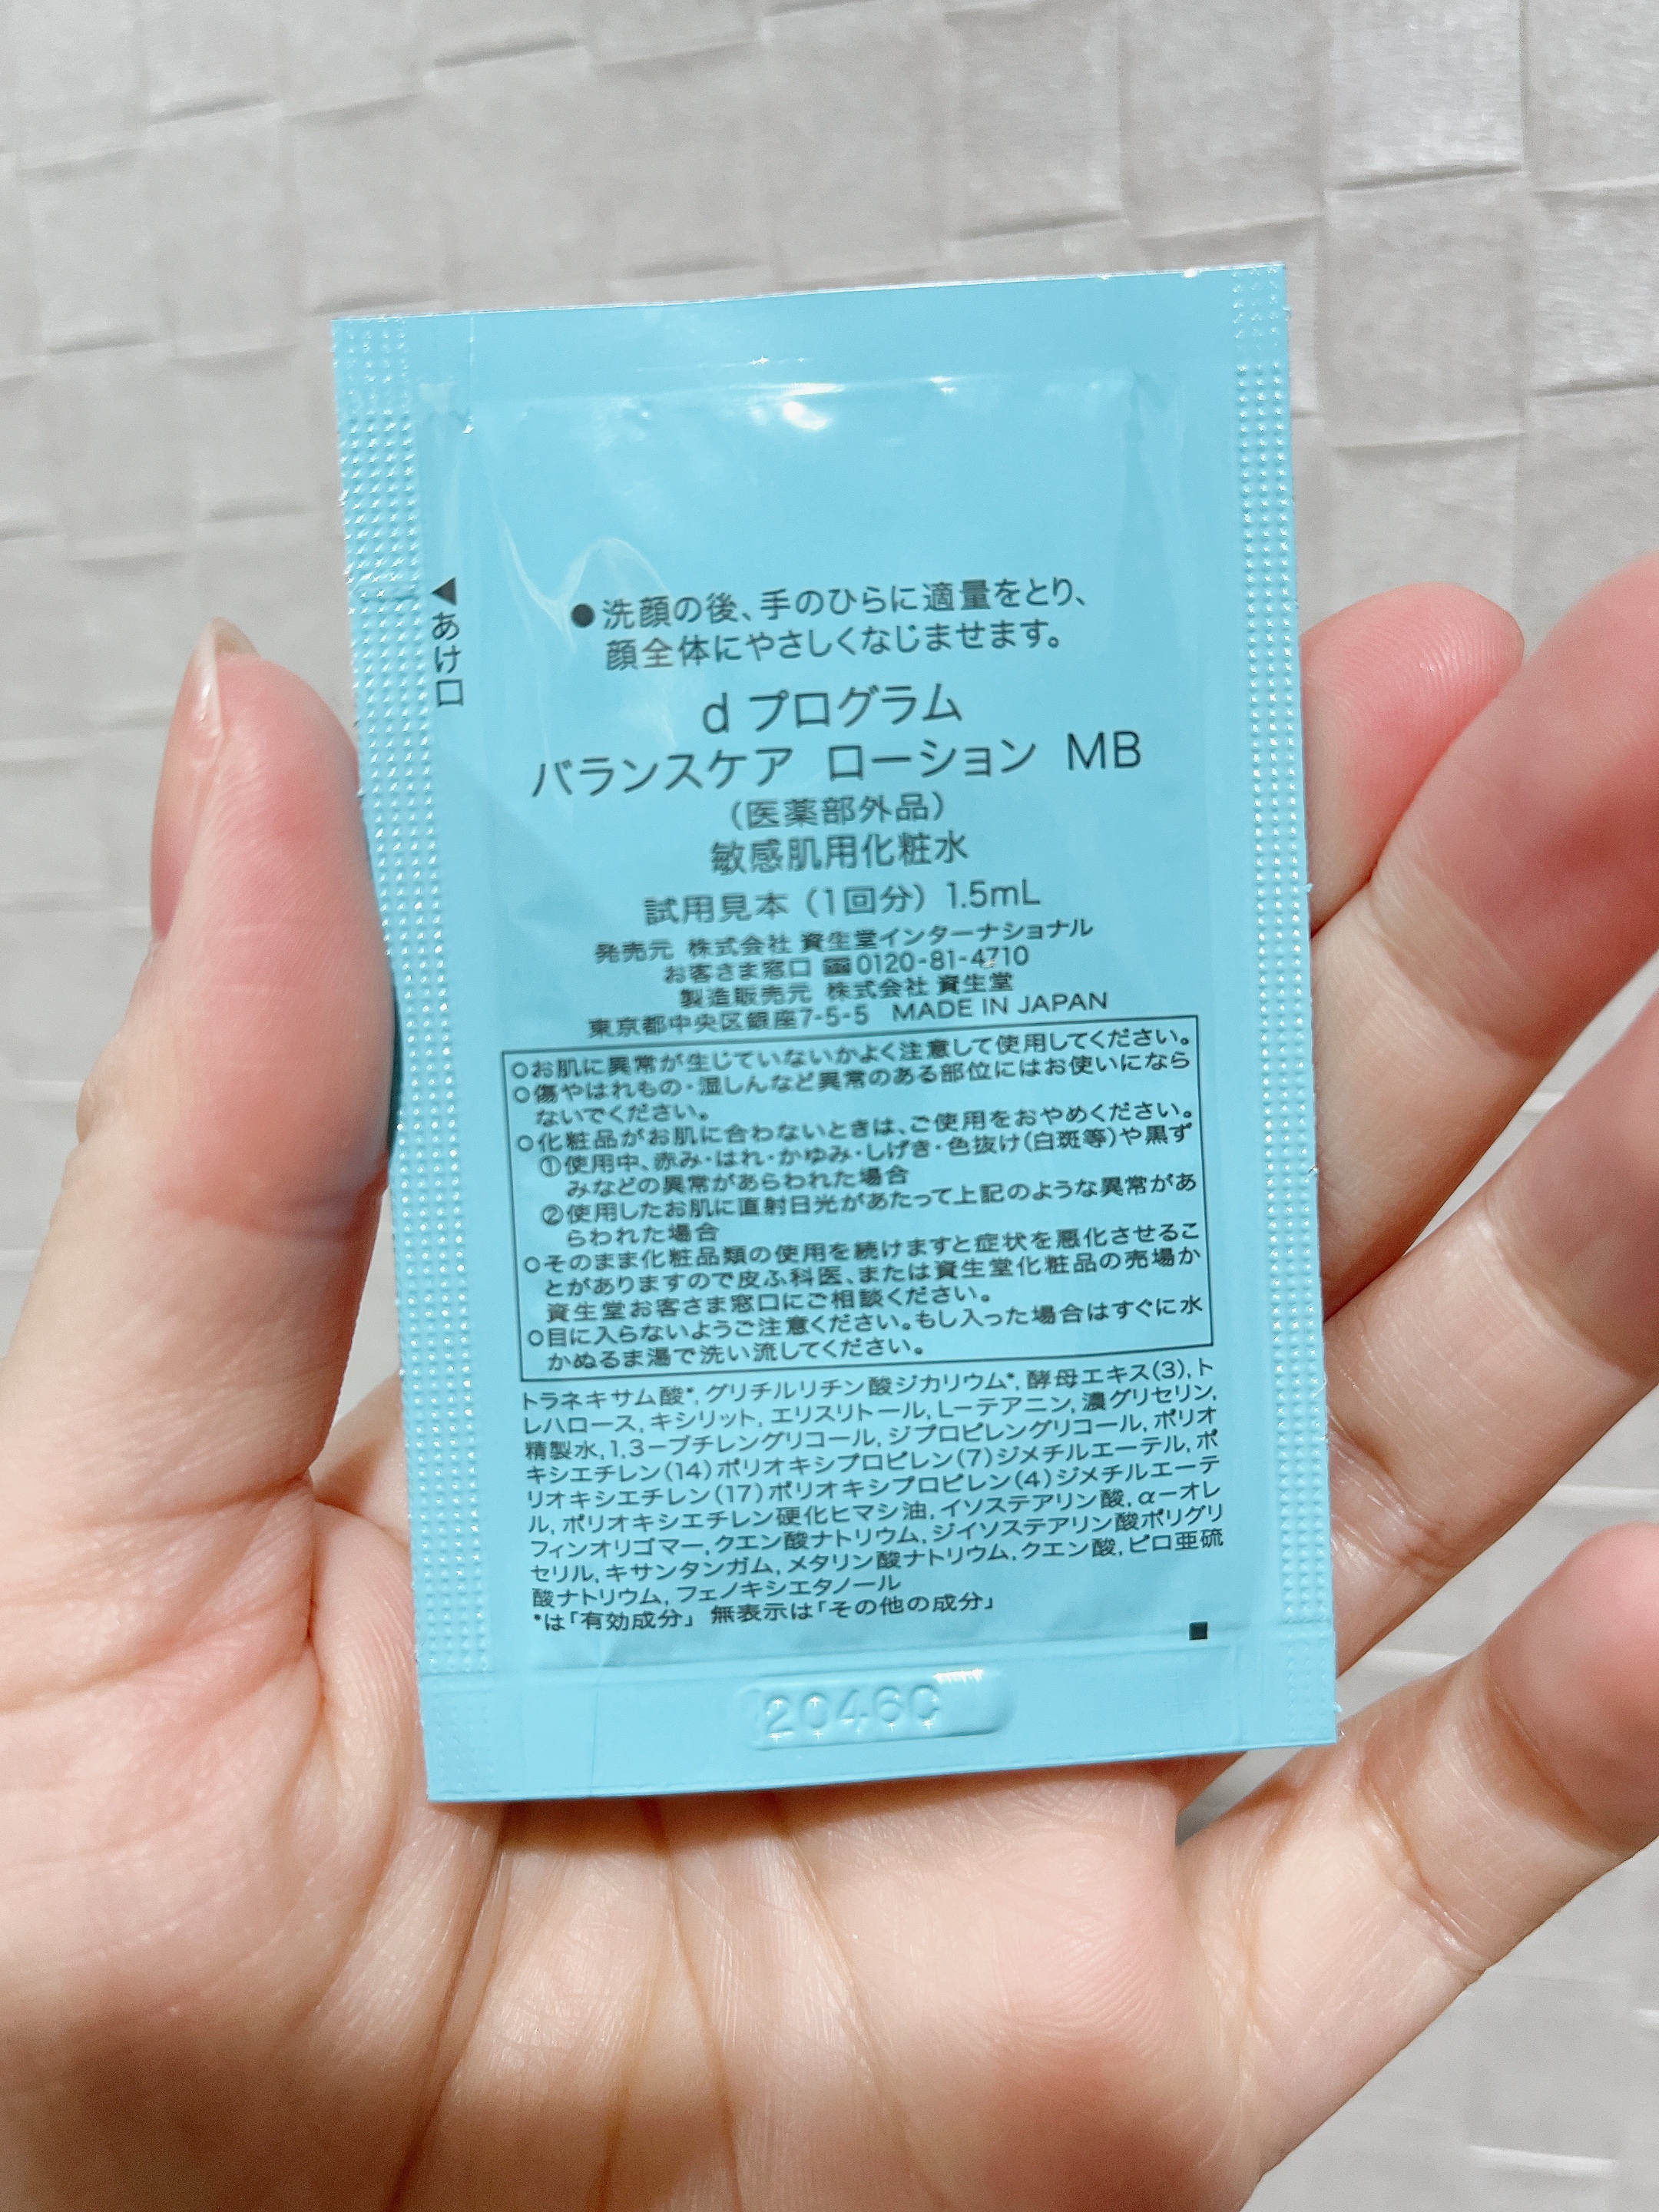 ◀あけ口
●洗顔の後、手のひらに適量をとり、
顔全体にやさしくなじませます。
d プログラム
バランスケア ローション MB
（医薬部外品）
敏感肌用化粧水
試用見本（1回分）1.5mL
発売元 株式会社 資生堂インターナショナル
お客さま窓口 0120-81-4710
製造販売元 株式会社 資生堂
東京都中央区銀座7-5-5 MADE IN JAPAN
○お肌に異常が生じていないかよく注意して使用してください。
○傷やはれもの・湿しんなど異常のある部位にはお使いになら
ないでください。
○化粧品がお肌に合わないときは、ご使用をおやめください。
①使用中、赤み・はれ・かゆみ・しげき・色抜け（白斑等）や黒ず
みなどの異常があらわれた場合
②使用したお肌に直射日光があたって上記のような異常があ
らわれた場合
○そのまま化粧品類の使用を続けますと症状を悪化させるこ
とがありますので皮ふ科医、または資生堂化粧品の売場か
資生堂お客さま窓口にご相談ください。
○目に入らないようご注意ください。もし入った場合はすぐに水
かぬるま湯で洗い流してください。
トラネキサム酸*, グリチルリチン酸ジカリウム*, 酵母エキス(3), ト
レハロース, キシリット, エリスリトール, L－テアニン, 濃グリセリン,
精製水, 1,3－ブチレングリコール, ジプロピレングリコール, ポリオ
キシエチレン(14)ポリオキシプロピレン(7)ジメチルエーテル, ポ
リオキシエチレン(17)ポリオキシプロピレン(4)ジメチルエーテ
ル, ポリオキシエチレン硬化ヒマシ油, イソステアリン酸, α－オレ
フィンオリゴマー, クエン酸ナトリウム, ジイソステアリン酸ポリグリ
セリル, キサンタンガム, メタリン酸ナトリウム, クエン酸, ピロ亜硫
酸ナトリウム, フェノキシエタノール
*は「有効成分」 無表示は「その他の成分」
2046C